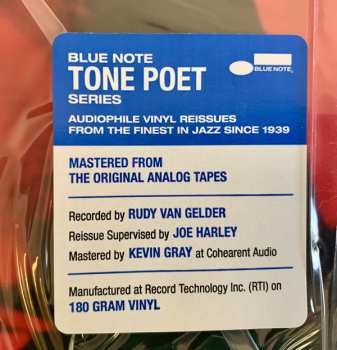 BLUE NOTE
TONE POET
SERIES
BLUE NOTE
AUDIOPHILE VINYL REISSUES
FROM THE FINEST IN JAZZ SINCE 1939
MASTERED FROM
THE ORIGINAL ANALOG TAPES
Recorded by RUDY VAN GELDER
Reissue Supervised by JOE HARLEY
Mastered by KEVIN GRAY at Cohearent Audio
Manufactured at Record Technology Inc. (RTI) on
180 GRAM VINYL